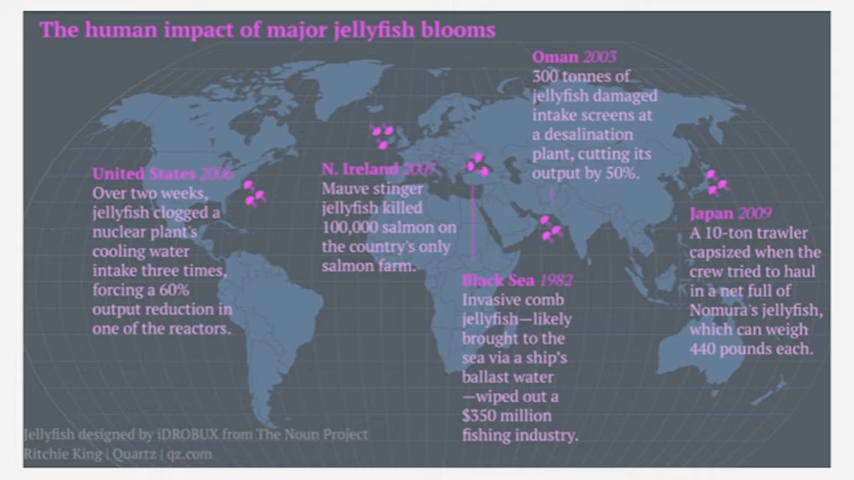 The human impact of major jellyfish blooms
Oman 2003
300 tonnes of
jellyfish damaged
intake screens at
a desalination
plant, cutting its
output by 50%.
United States 2006
Over two weeks,
jellyfish clogged a
nuclear plant's
cooling water
intake three times,
forcing a 60%
output reduction in
one of the reactors.
N. Ireland 2007
Mauve stinger
jellyfish killed
100,000 salmon on
the country's only
salmon farm.
Black Sea 1982
Invasive comb
jellyfish—likely
brought to the
sea via a ship's
ballast water
—wiped out a
$350 million
fishing industry.
Japan 2009
A 10-ton trawler
capsized when the
crew tried to haul
in a net full of
Nomura's jellyfish,
which can weigh
440 pounds each.
Jellyfish designed by iDROBUX from The Noun Project
Ritchie King | Quartz | qz.com